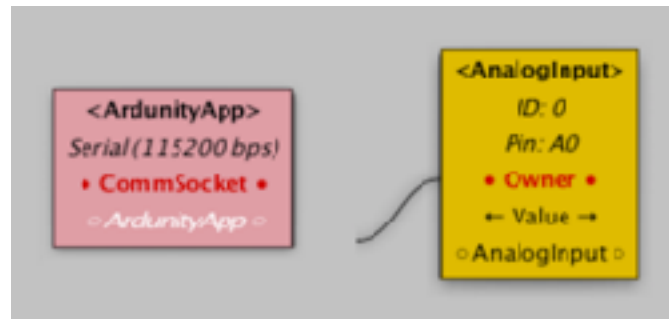 <ArdunityApp>
Serial (115200 bps)
CommSocket
ArdunityApp
<AnalogInput>
ID: 0
Pin: A0
Owner
← Value →
AnalogInput